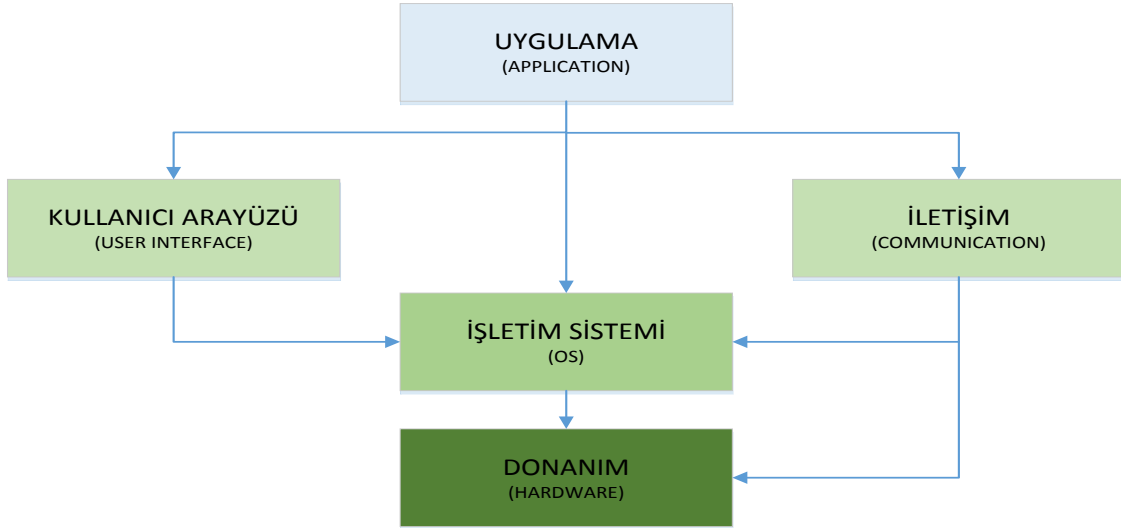 UYGULAMA
(APPLICATION)
KULLANICI ARAYÜZÜ
(USER INTERFACE)
İLETİŞİM
(COMMUNICATION)
İŞLETİM SİSTEMİ
(OS)
DONANIM
(HARDWARE)